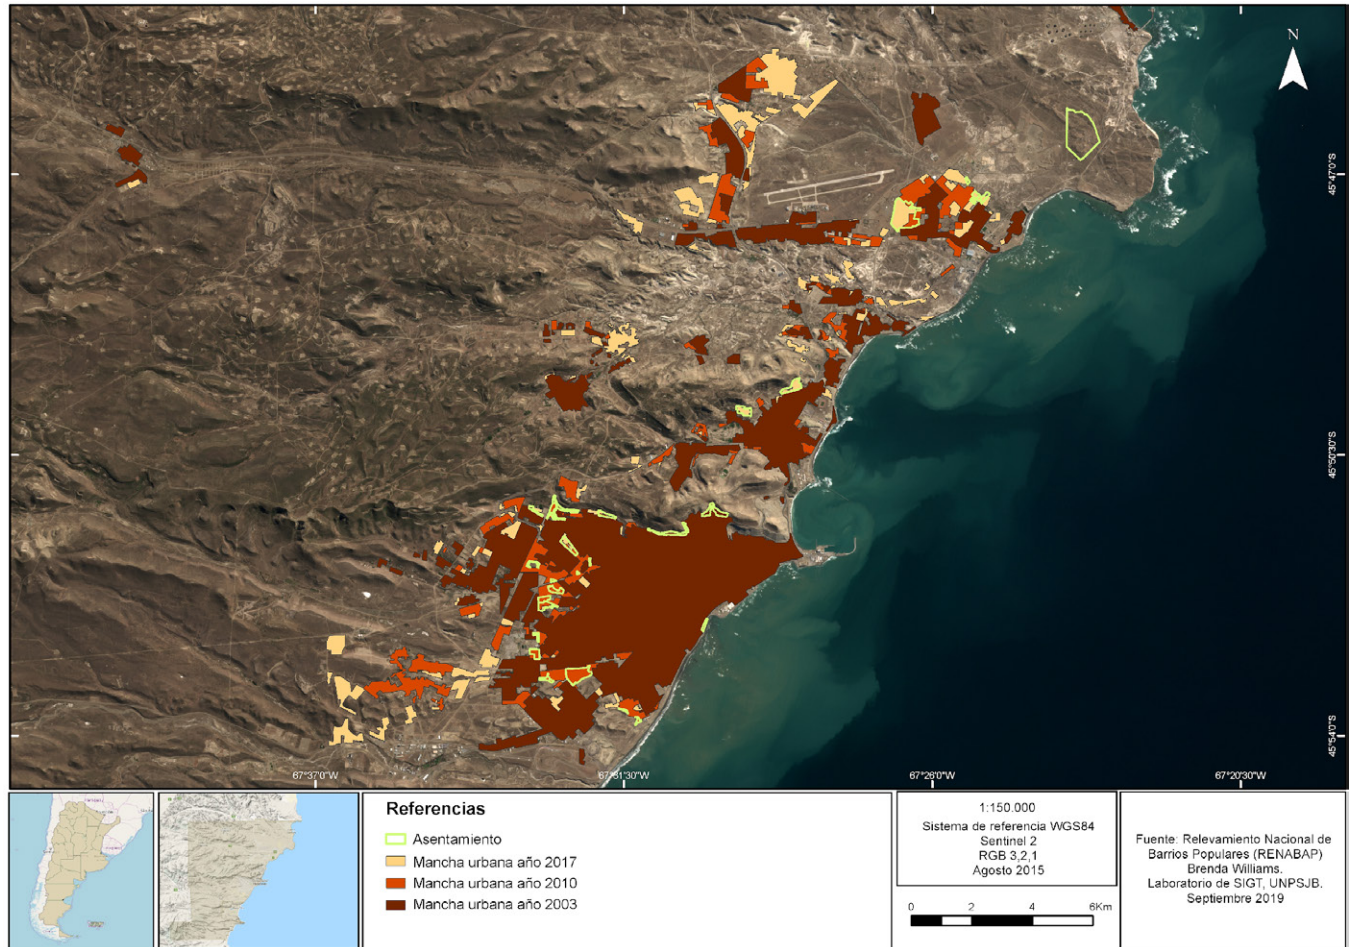 N
45°47'0"S
45°50'30"S
45°54'0"S
67°37'0"W
67°31'30"W
67°26'0"W
67°20'30"W
Referencias
Asentamiento
Mancha urbana año 2017
Mancha urbana año 2010
Mancha urbana año 2003
1:150.000
Sistema de referencia WGS84
Sentinel 2
RGB 3,2,1
Agosto 2015
0 2 4 6Km
Fuente: Relevamiento Nacional de
Barrios Populares (RENABAP)
Brenda Williams.
Laboratorio de SIGT, UNPSJB.
Septiembre 2019